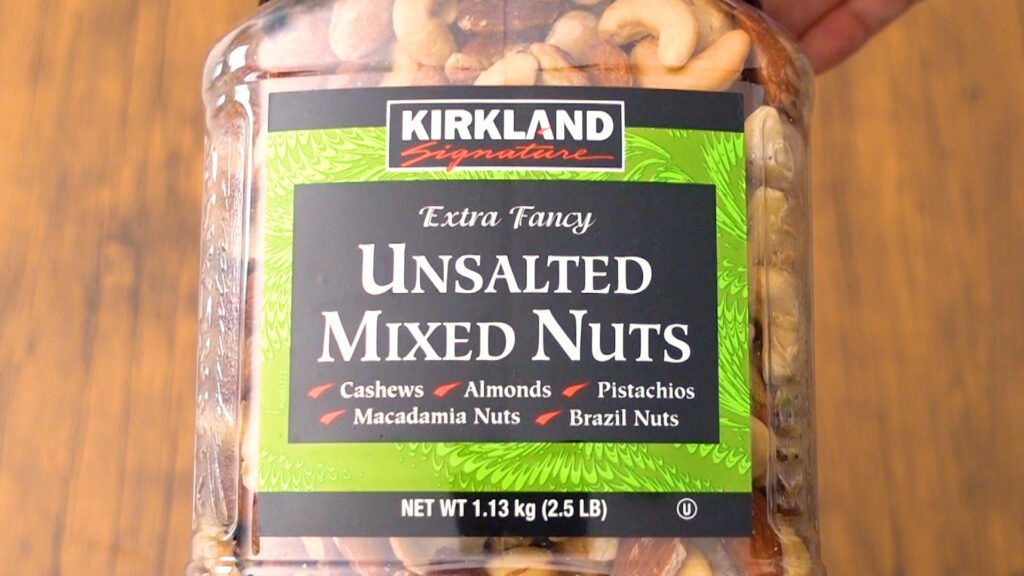 KIRKLAND
Signature
Extra Fancy
UNSALTED
MIXED NUTS
Cashews Almonds Pistachios
Macadamia Nuts Brazil Nuts
NET WT 1.13 kg (2.5 LB) U